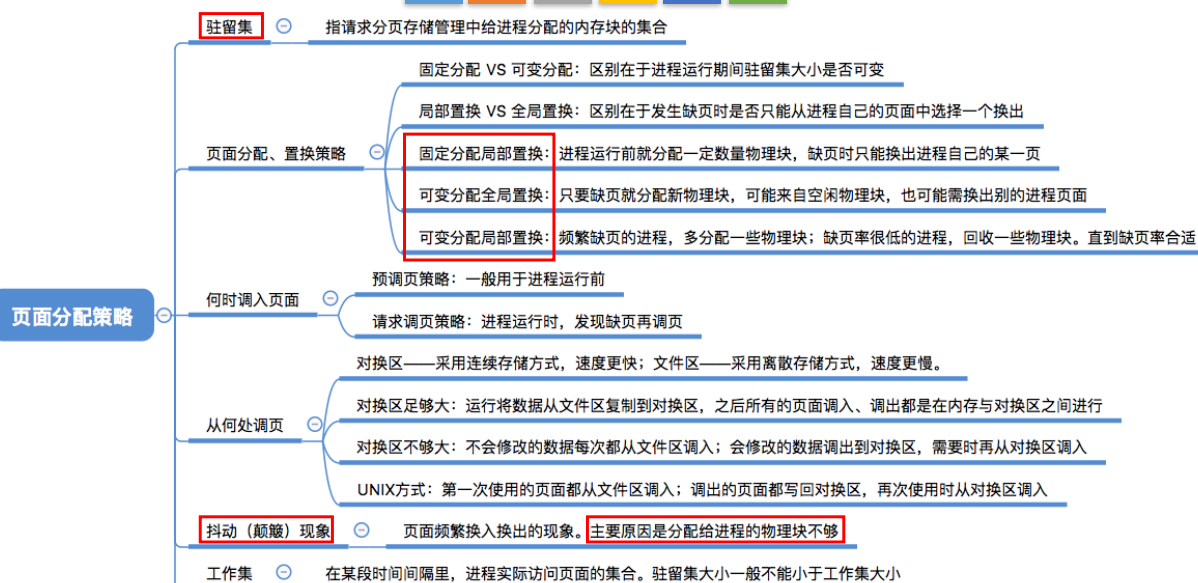 驻留集
指请求分页存储管理中给进程分配的内存块的集合
固定分配 VS 可变分配：区别在于进程运行期间驻留集大小是否可变
局部置换 VS 全局置换：区别在于发生缺页时是否只能从进程自己的页面中选择一个换出
页面分配、置换策略
固定分配局部置换：进程运行前就分配一定数量物理块，缺页时只能换出进程自己的某一页
可变分配全局置换：只要缺页就分配新物理块，可能来自空闲物理块，也可能需换出别的进程页面
可变分配局部置换：频繁缺页的进程，多分配一些物理块；缺页率很低的进程，回收一些物理块。直到缺页率合适
页面分配策略
何时调入页面
预调页策略：一般用于进程运行前
请求调页策略：进程运行时，发现缺页再调页
从何处调页
对换区——采用连续存储方式，速度更快；文件区——采用离散存储方式，速度更慢。
对换区足够大：运行将数据从文件区复制到对换区，之后所有的页面调入、调出都是在内存与对换区之间进行
对换区不够大：不会修改的数据每次都从文件区调入；会修改的数据调出到对换区，需要时再从对换区调入
UNIX方式：第一次使用的页面都从文件区调入；调出的页面都写回对换区，再次使用时从对换区调入
抖动（颠簸）现象
页面频繁换入换出的现象。主要原因是分配给进程的物理块不够
工作集
在某段时间间隔里，进程实际访问页面的集合。驻留集大小一般不能小于工作集大小